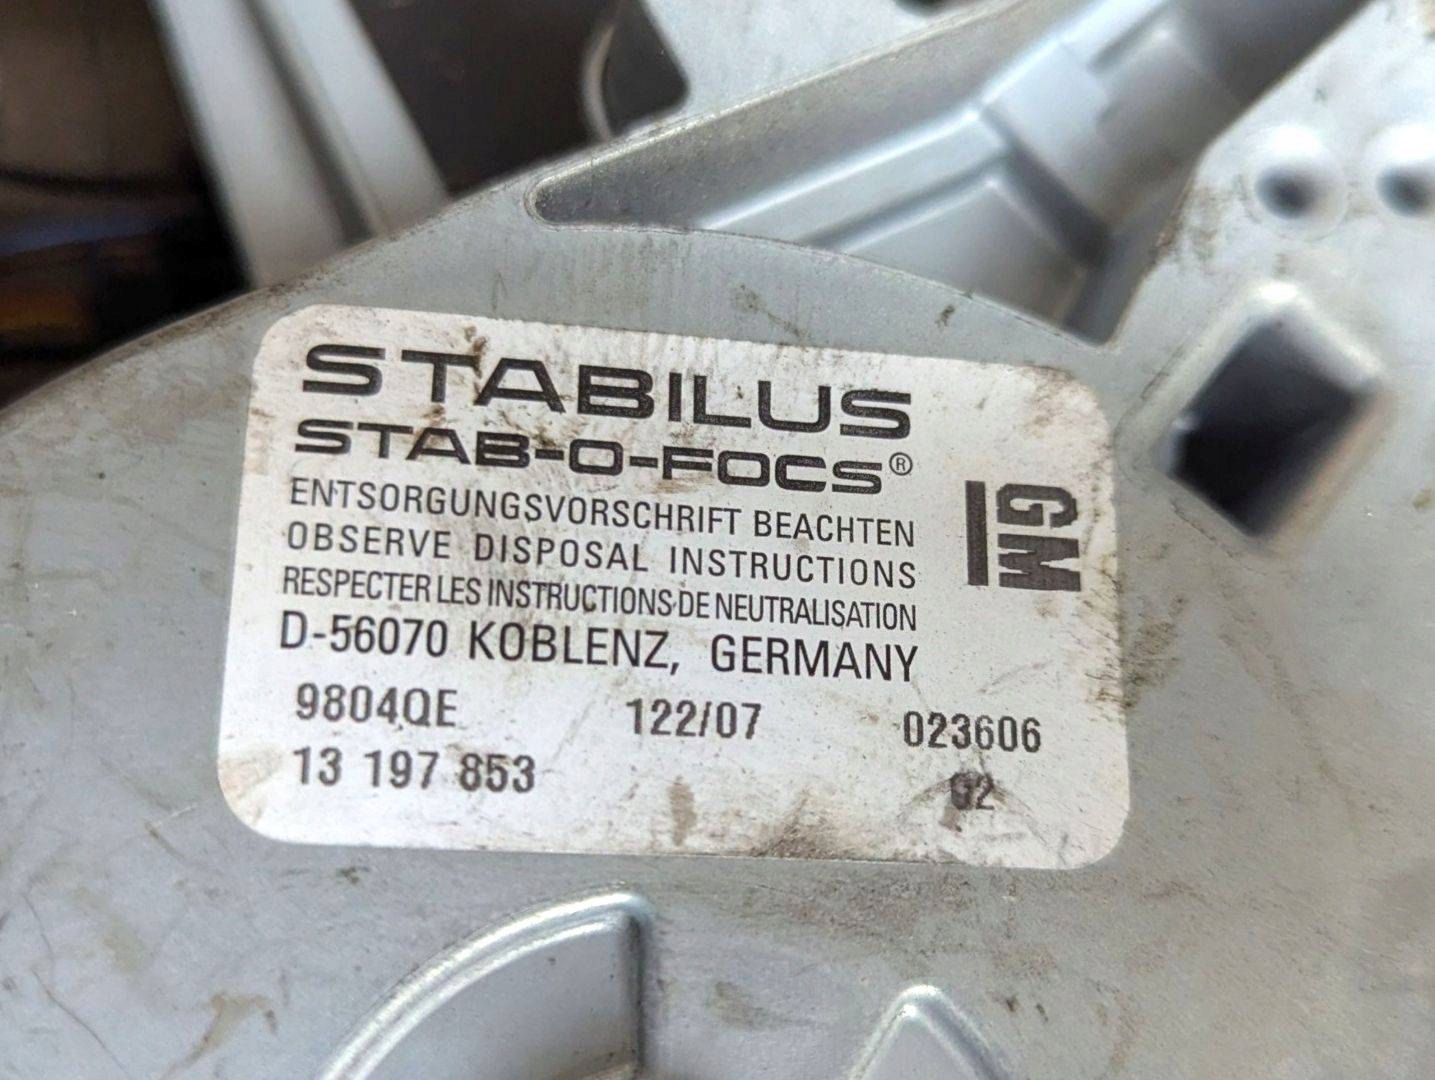 STABILUS
STAB-O-FOCS®
ENTSORGUNGSVORSCHRIFT BEACHTEN
OBSERVE DISPOSAL INSTRUCTIONS
RESPECTER LES INSTRUCTIONS DE NEUTRALISATION
D-56070 KOBLENZ, GERMANY
GM
9804QE 122/07 023606
13 197 853 G2